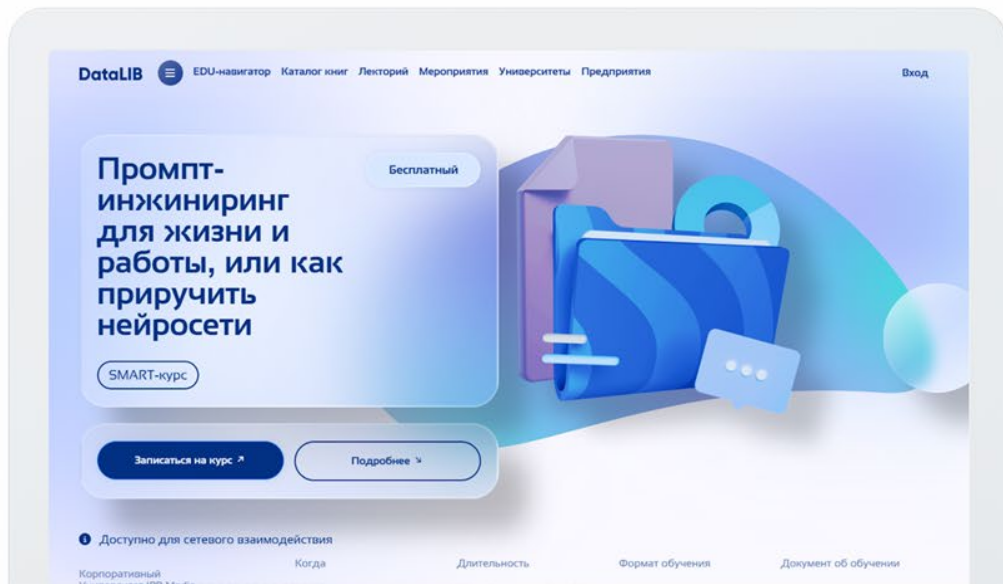 DataLIB EDU-навигатор Каталог книг Лекторий Мероприятия Университеты Предприятия Вход
Промпт-
инжиниринг
для жизни и
работы, или как
приручить
нейросети
Бесплатный
SMART-курс
Записаться на курс ↗ Подробнее ↘
Доступно для сетевого взаимодействия
Корпоративный
Когда Длительность Формат обучения Документ об обучении